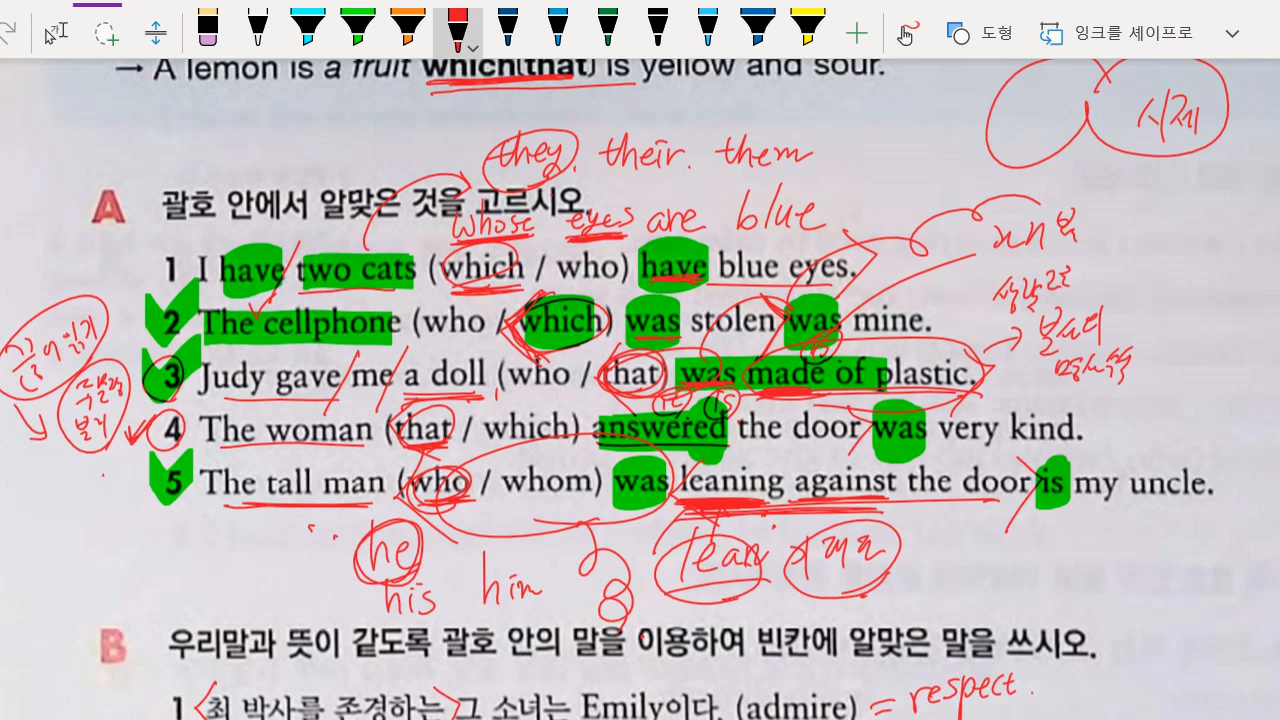 도형
잉크를 셰이프로
→ A lemon is a fruit which(that) is yellow and sour.
시제
they, their. them
A 괄호 안에서 알맞은 것을 고르시오.
whose eyes are blue
1 I have two cats (which / who) have blue eyes.
2 The cellphone (who / which) was stolen was mine.
생략으로
3 Judy gave me a doll (who / that) was made of plastic.
명사쪽
4 The woman (that / which) answered the door was very kind.
5 The tall man (who / whom) was leaning against the door is my uncle.
he
his him
lean
B 우리말과 뜻이 같도록 괄호 안의 말을 이용하여 빈칸에 알맞은 말을 쓰시오.
1 최 박사를 존경하는 그 소녀는 Emily이다. (admire) = respect.